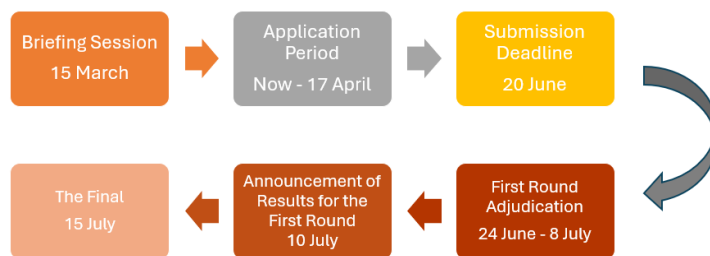 Briefing Session
15 March
Application
Period
Now - 17 April
Submission
Deadline
20 June
First Round
Adjudication
24 June - 8 July
Announcement of
Results for the
First Round
10 July
The Final
15 July